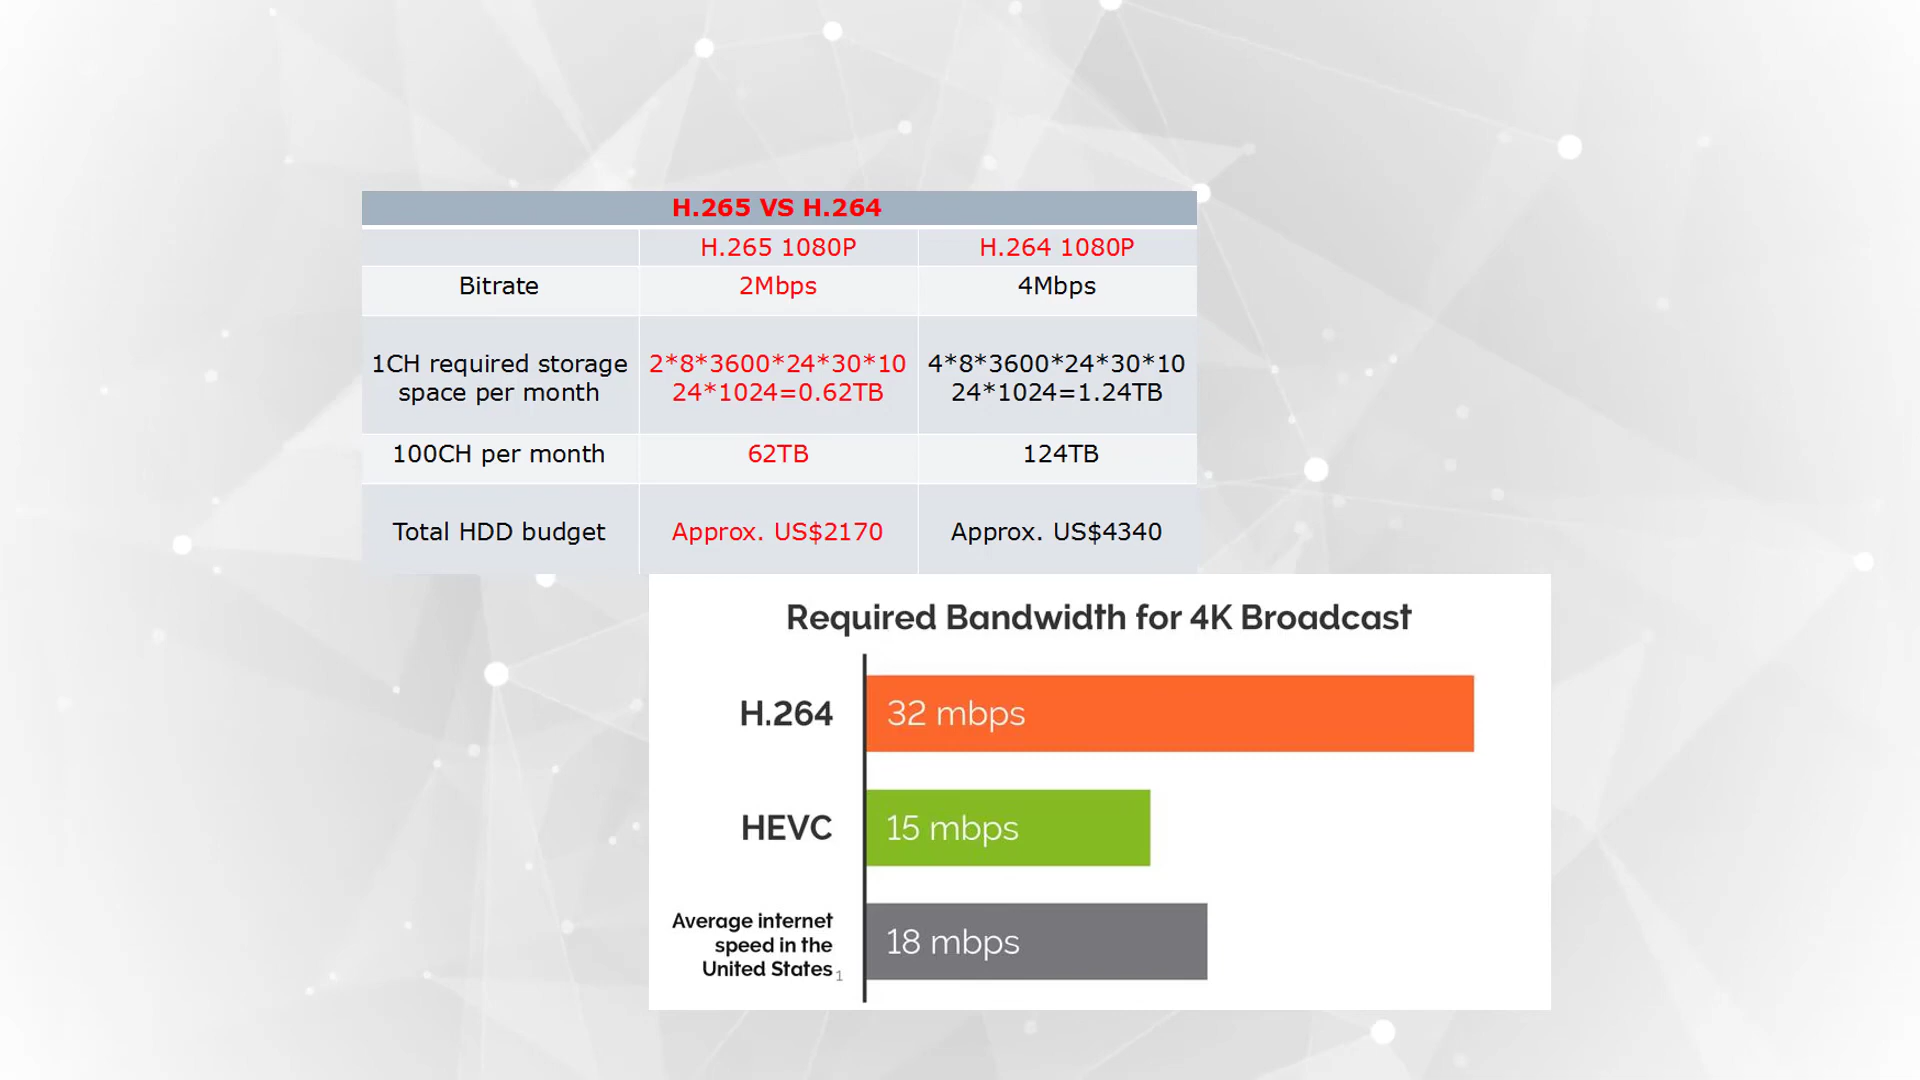 H.265 VS H.264
H.265 1080P H.264 1080P
Bitrate 2Mbps 4Mbps
1CH required storage
space per month
2*8*3600*24*30*10
24*1024=0.62TB
4*8*3600*24*30*10
24*1024=1.24TB
100CH per month 62TB 124TB
Total HDD budget Approx. US$2170 Approx. US$4340
Required Bandwidth for 4K Broadcast
H.264 32 mbps
HEVC 15 mbps
Average internet
speed in the
United States1
18 mbps